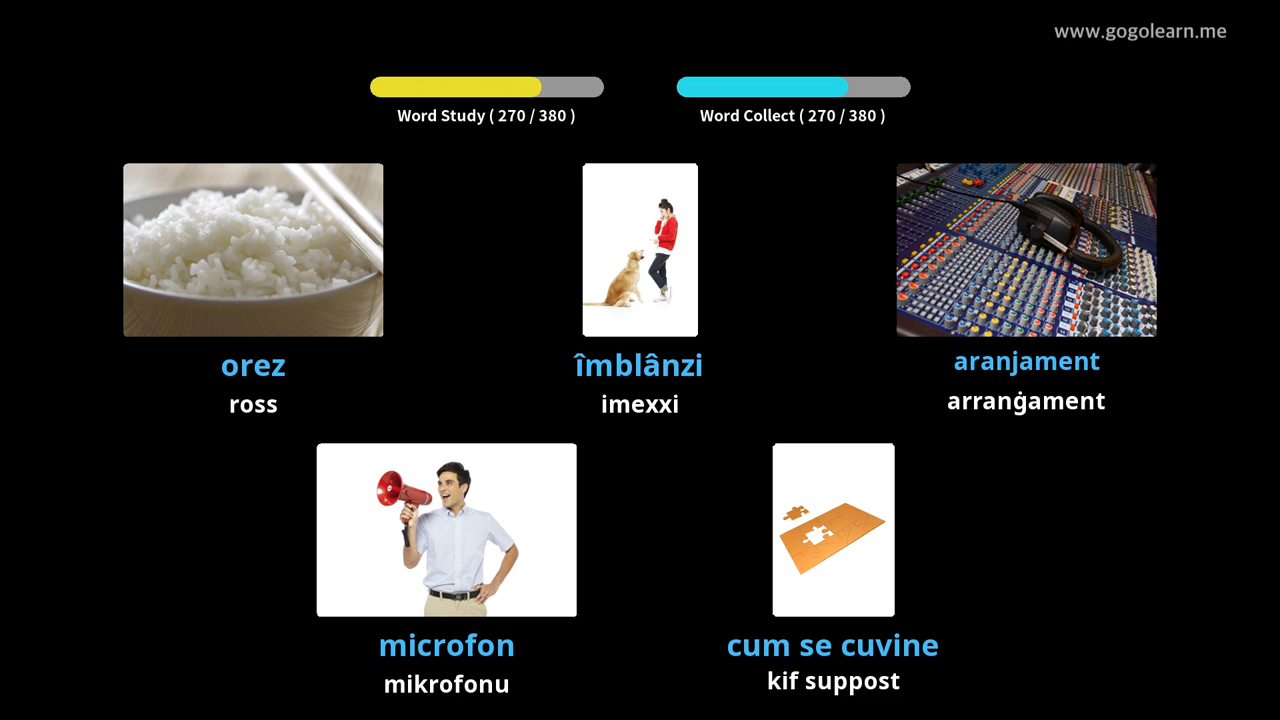 www.gogolearn.me
Word Study ( 270 / 380 )
Word Collect ( 270 / 380 )
orez
ross
îmblânzi
imexxi
aranjament
arranġament
microfon
mikrofonu
cum se cuvine
kif suppost